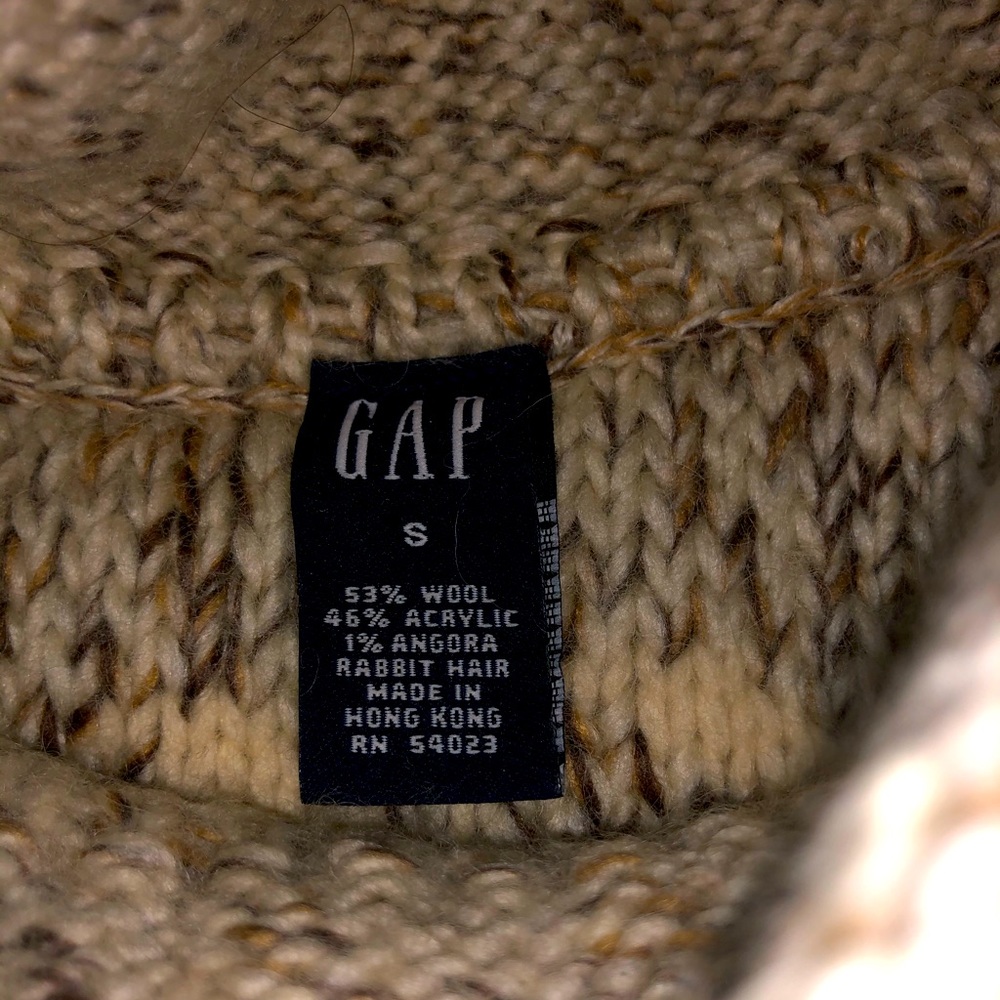 GAP
S
53% WOOL
46% ACRYLIC
1% ANGORA
RABBIT HAIR
MADE IN
HONG KONG
RN 54023